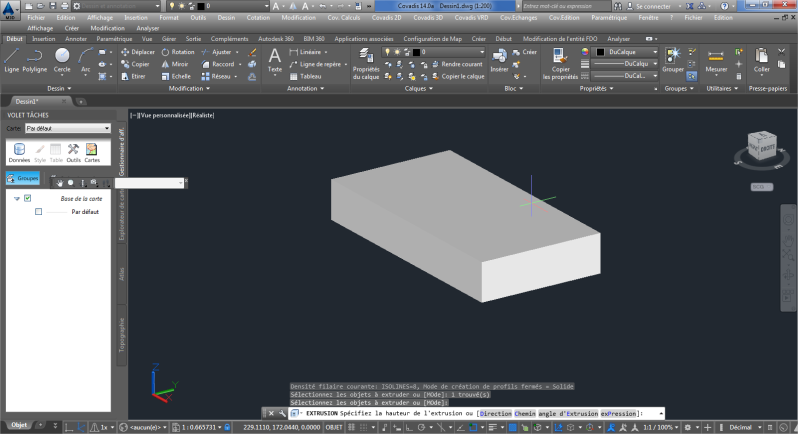 Dessin et annotations
Covadis 14.0a Dessin1.dwg (1:200)
Entrez mot-clé ou expression
Se connecter
M3D
Fichier Edition Affichage Insertion Format Outils Dessin Cotation Modification Cov. Calculs Covadis 2D Covadis 3D Covadis VRD Cov.Echanges Cov.Edition Paramétrique Fenêtre ? Fichier Edition
Affichage Créer Modifier Analyser
Début Insertion Annoter Paramétrique Vue Gérer Sortie Compléments Autodesk 360 BIM 360 Applications associées Configuration de Map Créer Début Modification de l'entité FDO Analyser
Ligne Polyligne Cercle Arc
Déplacer Rotation Ajuster
Copier Miroir Raccord
Etirer Echelle Réseau
Texte
Linéaire
Ligne de repère
Tableau
Propriétés du calque
0
Rendre courant
Copier le calque
Insérer
Créer
Copier les propriétés
DuCalque
DuCalqu
DuCal...
Grouper
Mesurer
Coller
Dessin Modification Annotation Calques Bloc Propriétés Groupes Utilitaires Presse-papiers
Dessin1*
VOLET TÂCHES
Carte: Par défaut
Données Style Table Outils Cartes
Groupes
Base de la carte
Par défaut
Gestionnaire d'aff.
Explorateur de carte
Atlas
Topographie
[−][Vue personnalisée][Réaliste]
DROITE
Z
X
Y
Densité filaire courante: ISOLINES=8, Mode de création de profils fermés = Solide
Sélectionnez les objets à extruder ou [MOde]: 1 trouvé(s)
Sélectionnez les objets à extruder ou [MOde]:
EXTRUSION Spécifiez la hauteur de l'extrusion ou [Direction Chemin angle d'Extrusion exPression]:
Objet
1x <aucun(e)> 1 : 0.665731 229.1110, 172.0440, 0.0000 OBJET 1:1 / 100% Décimal